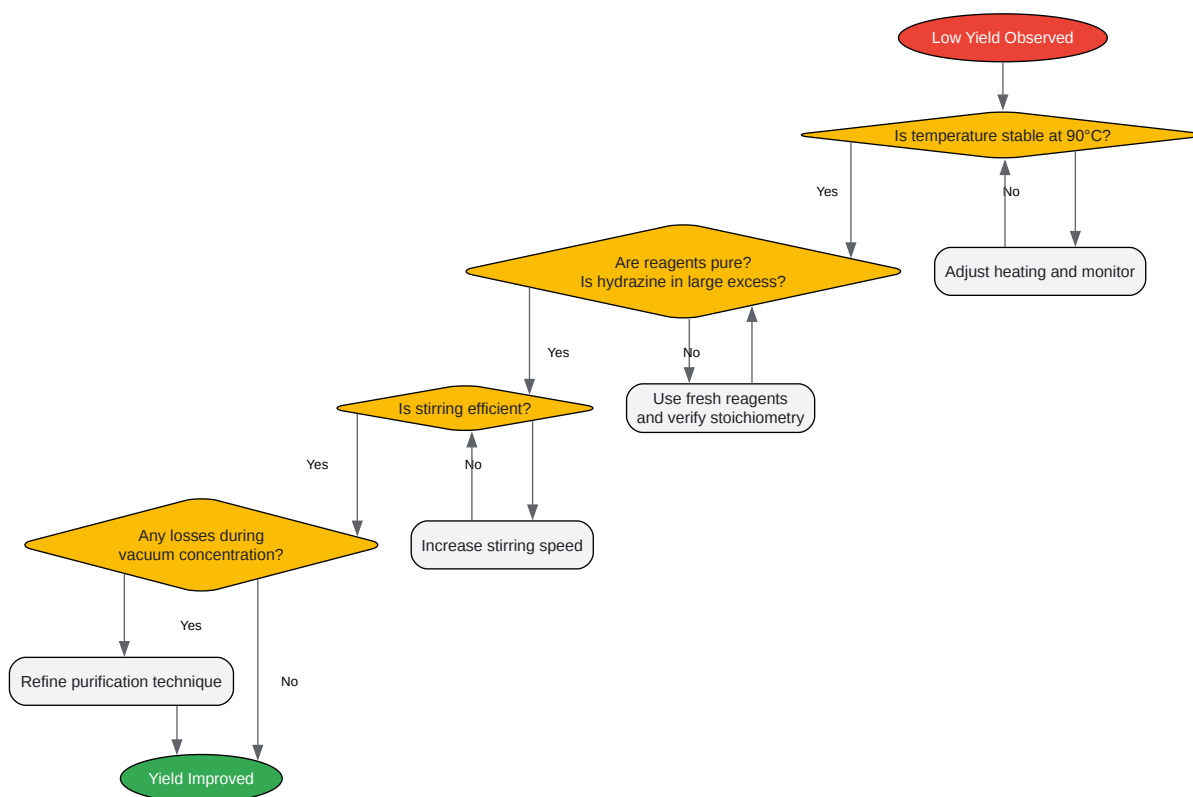 Low Yield Observed
Is temperature stable at 90°C?
Yes
No
Adjust heating and monitor
Are reagents pure?
Is hydrazine in large excess?
Yes
No
Use fresh reagents
and verify stoichiometry
Is stirring efficient?
Yes
No
Increase stirring speed
Any losses during
vacuum concentration?
Yes
No
Refine purification technique
Yield Improved